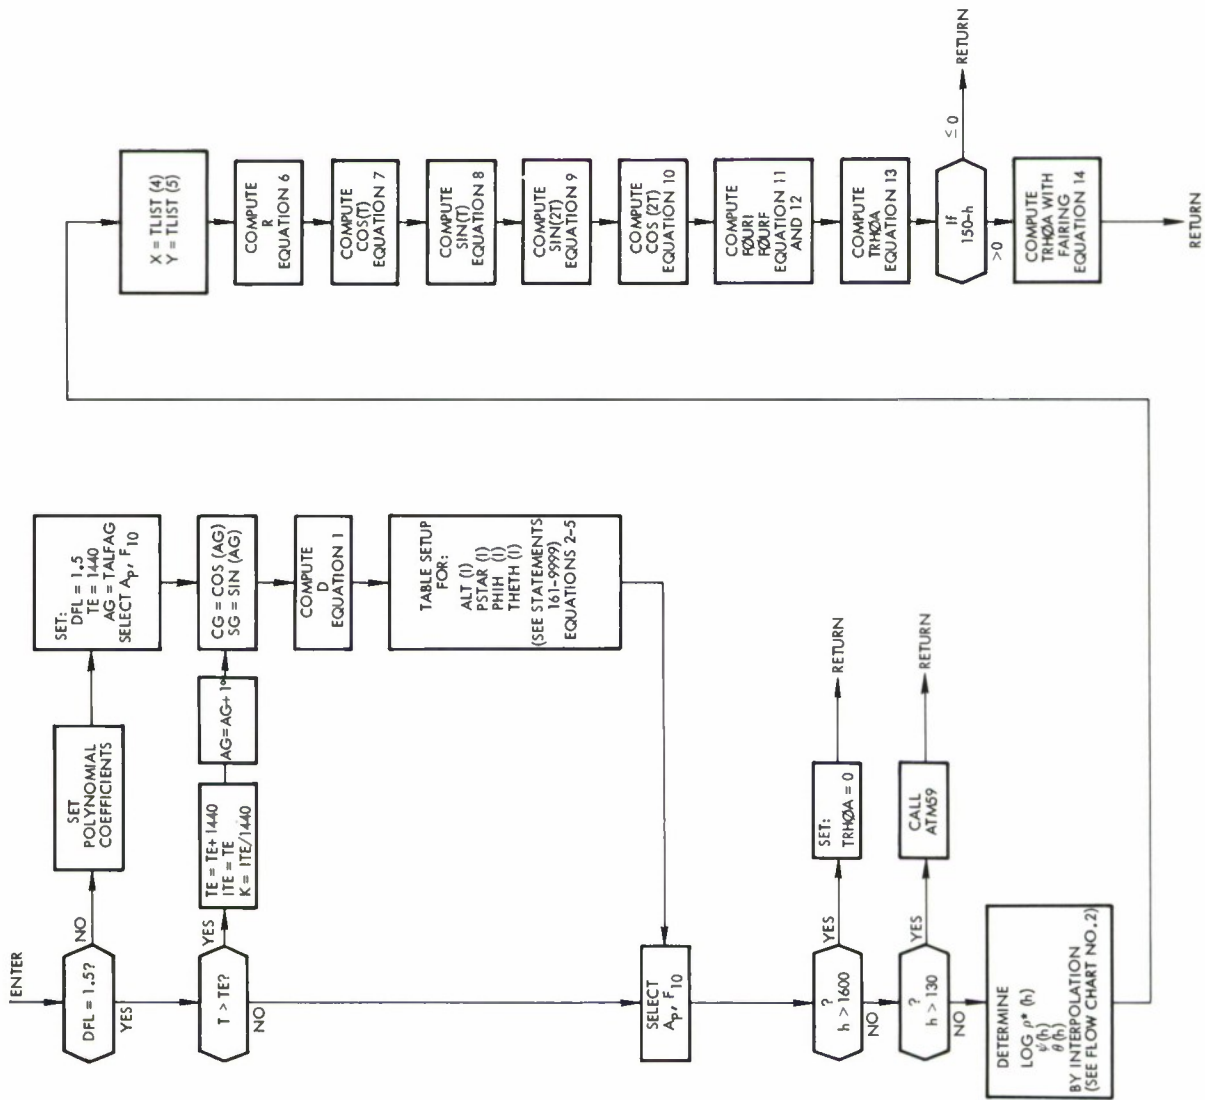 ENTER
DFL = 1.5?
NO
YES
SET
POLYNOMIAL
COEFFICIENTS
SET:
DFL = 1.5
TE = 1440
AG = TALFAG
SELECT Ap, F10
T > TE?
YES
NO
TE = TE+ 1440
ITE = TE
K = ITE/1440
AG=AG+ 1°
CG = COS (AG)
SG = SIN (AG)
COMPUTE
D
EQUATION 1
TABLE SETUP
FOR:
ALT (I)
PSTAR (I)
PHIH (I)
THETH (I)
(SEE STATEMENTS
161-9999)
EQUATIONS 2-5
SELECT
Ap, F10
?
h > 1600
YES
NO
SET:
TRHØA = 0
RETURN
?
h > 130
YES
NO
CALL
ATM59
RETURN
DETERMINE
LOG ρ* (h)
ψ (h)
θ (h)
BY INTERPOLATION
(SEE FLOW CHART NO. 2)
X = TLIST (4)
Y = TLIST (5)
COMPUTE
R
EQUATION 6
COMPUTE
COS(T)
EQUATION 7
COMPUTE
SIN(T)
EQUATION 8
COMPUTE
SIN(2T)
EQUATION 9
COMPUTE
COS (2T)
EQUATION 10
COMPUTE
FØURI
FØURF
EQUATION 11
AND 12
COMPUTE
TRHØA
EQUATION 13
If
150-h
≤ 0
RETURN
>0
COMPUTE
TRHØA WITH
FAIRING
EQUATION 14
RETURN